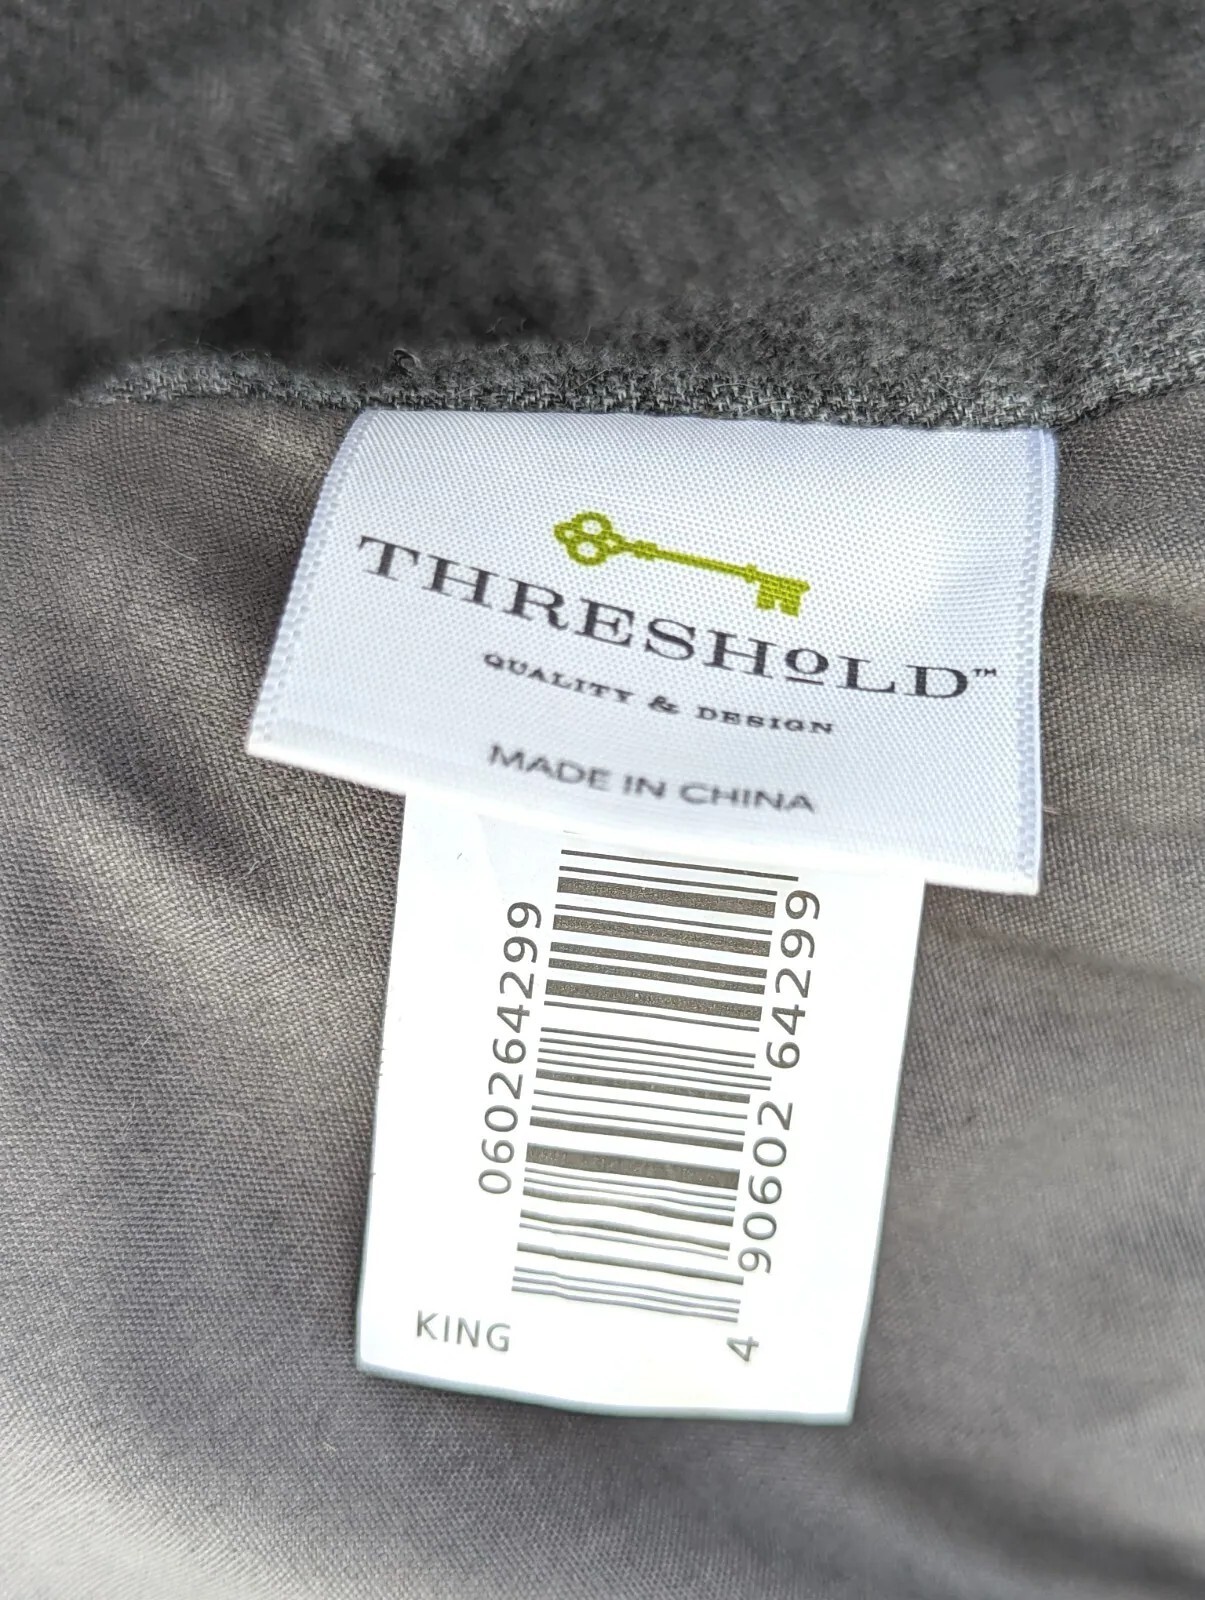 THRESHOLD™
QUALITY & DESIGN
MADE IN CHINA
060264299
4 90602 64299
KING